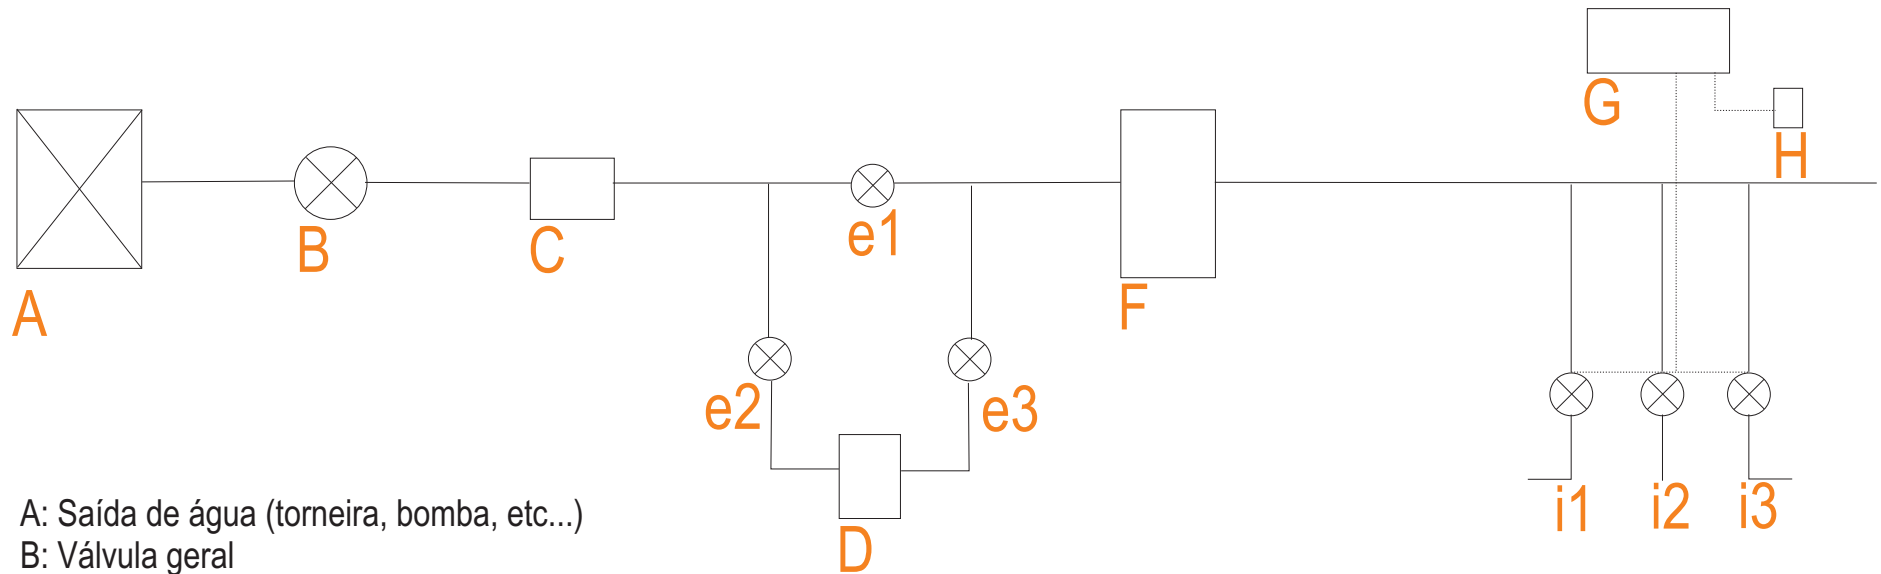 G
H
A
B
C
e1
F
e2
e3
D
i1
i2
i3
A: Saída de água (torneira, bomba, etc...)
B: Válvula geral